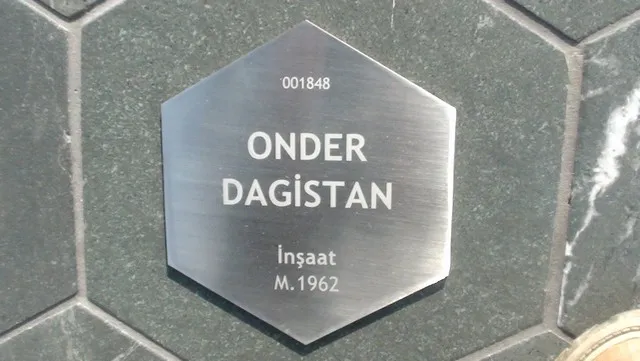 001848
ONDER
DAGİSTAN
İnşaat
M.1962